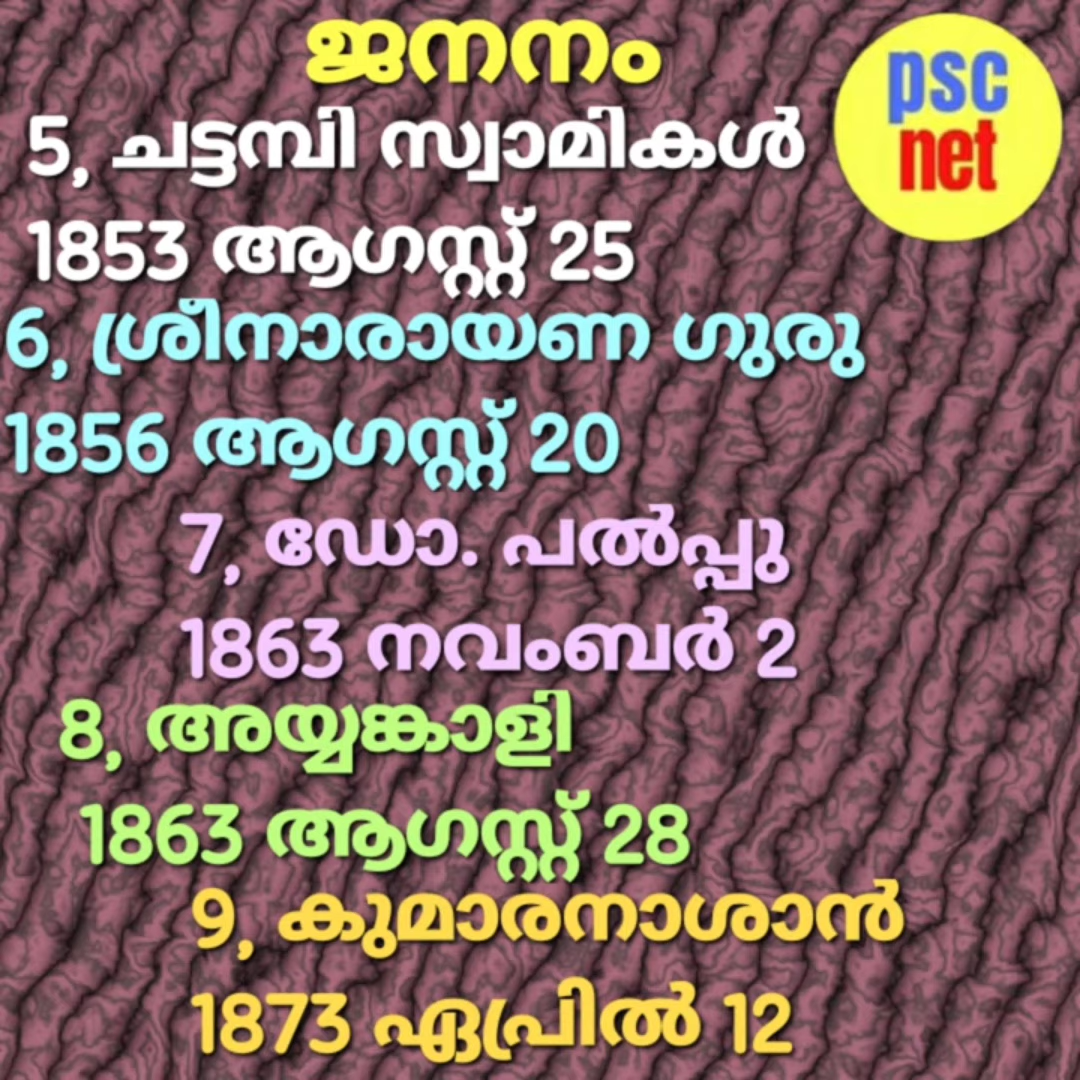 ജനനം
psc
net
5, ചട്ടമ്പി സ്വാമികൾ
1853 ആഗസ്റ്റ് 25
6, ശ്രീനാരായണ ഗുരു
1856 ആഗസ്റ്റ് 20
7, ഡോ. പൽപ്പു
1863 നവംബർ 2
8, അയ്യങ്കാളി
1863 ആഗസ്റ്റ് 28
9, കുമാരനാശാൻ
1873 ഏപ്രിൽ 12